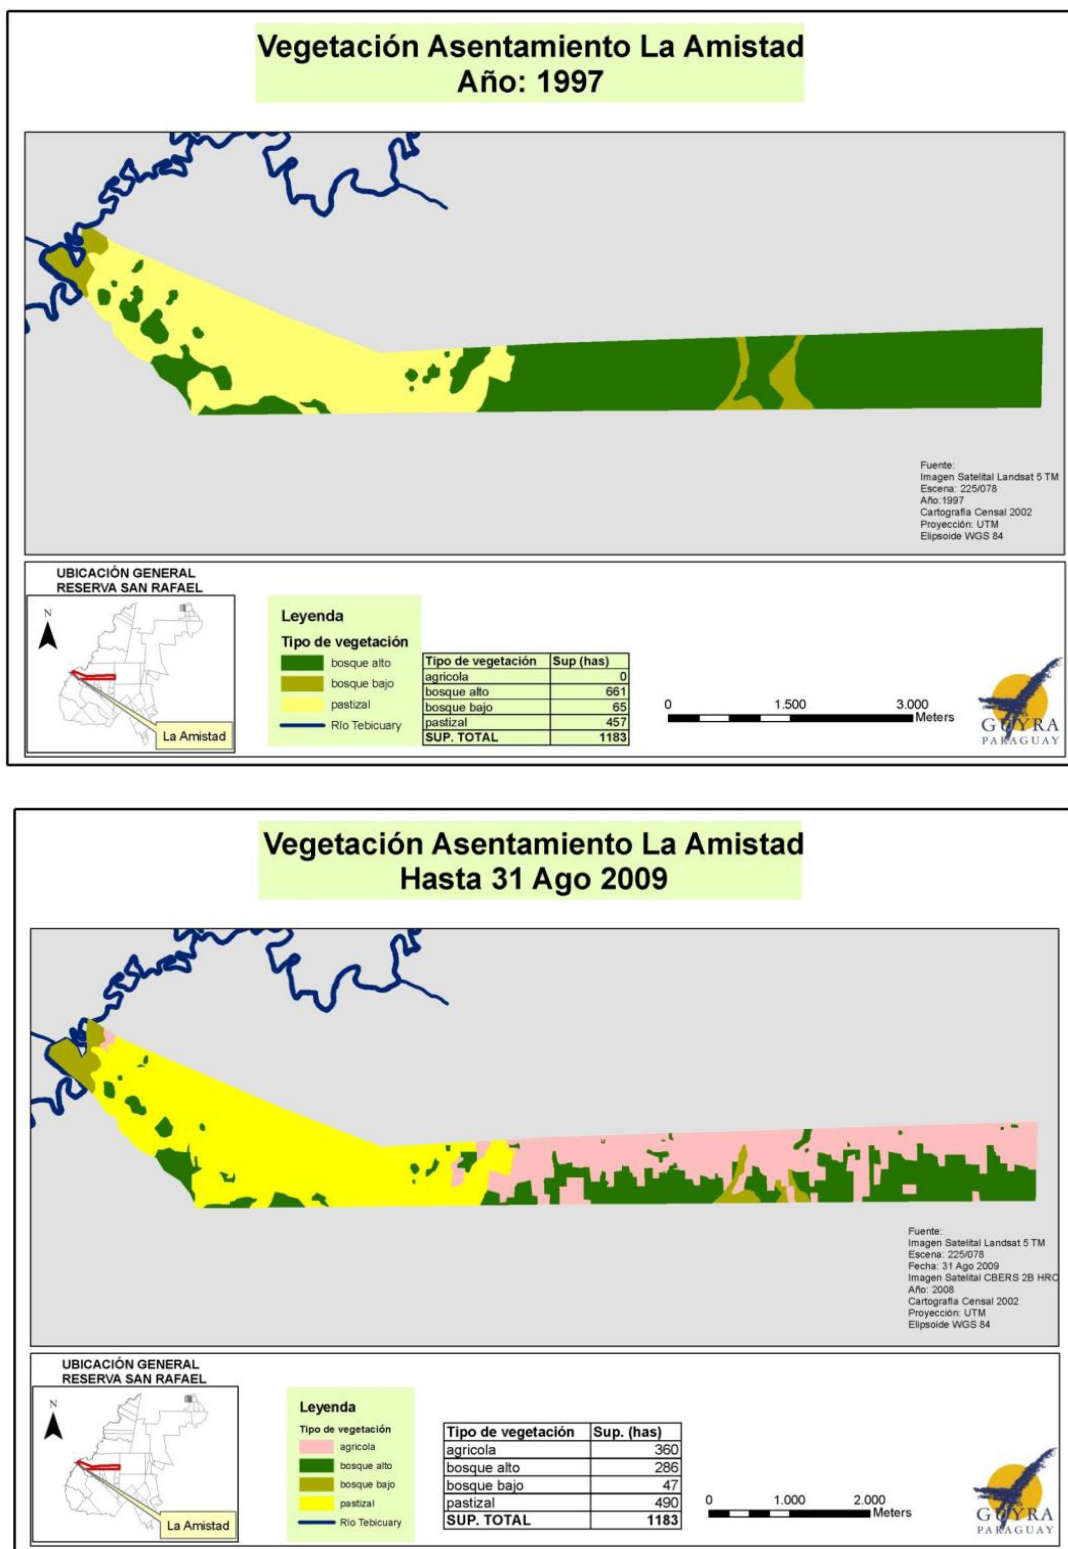 Vegetación Asentamiento La Amistad
Año: 1997
Fuente:
Imagen Satelital Landsat 5 TM
Escena: 225/078
Año:1997
Cartografía Censal 2002
Proyección: UTM
Elipsoide WGS 84
UBICACIÓN GENERAL
RESERVA SAN RAFAEL
N
La Amistad
Leyenda
Tipo de vegetación
bosque alto
bosque bajo
pastizal
Río Tebicuary
Tipo de vegetación Sup (has)
agricola 0
bosque alto 661
bosque bajo 65
pastizal 457
SUP. TOTAL 1183
0 1.500 3.000
Meters
GUYRA
PARAGUAY
Vegetación Asentamiento La Amistad
Hasta 31 Ago 2009
Fuente:
Imagen Satelital Landsat 5 TM
Escena: 225/078
Fecha: 31 Ago 2009
Imagen Satelital CBERS 2B HRC
Año: 2008
Cartografía Censal 2002
Proyección: UTM
Elipsoide WGS 84
UBICACIÓN GENERAL
RESERVA SAN RAFAEL
N
La Amistad
Leyenda
Tipo de vegetación
agricola
bosque alto
bosque bajo
pastizal
Río Tebicuary
Tipo de vegetación Sup. (has)
agricola 360
bosque alto 286
bosque bajo 47
pastizal 490
SUP. TOTAL 1183
0 1.000 2.000
Meters
GUYRA
PARAGUAY